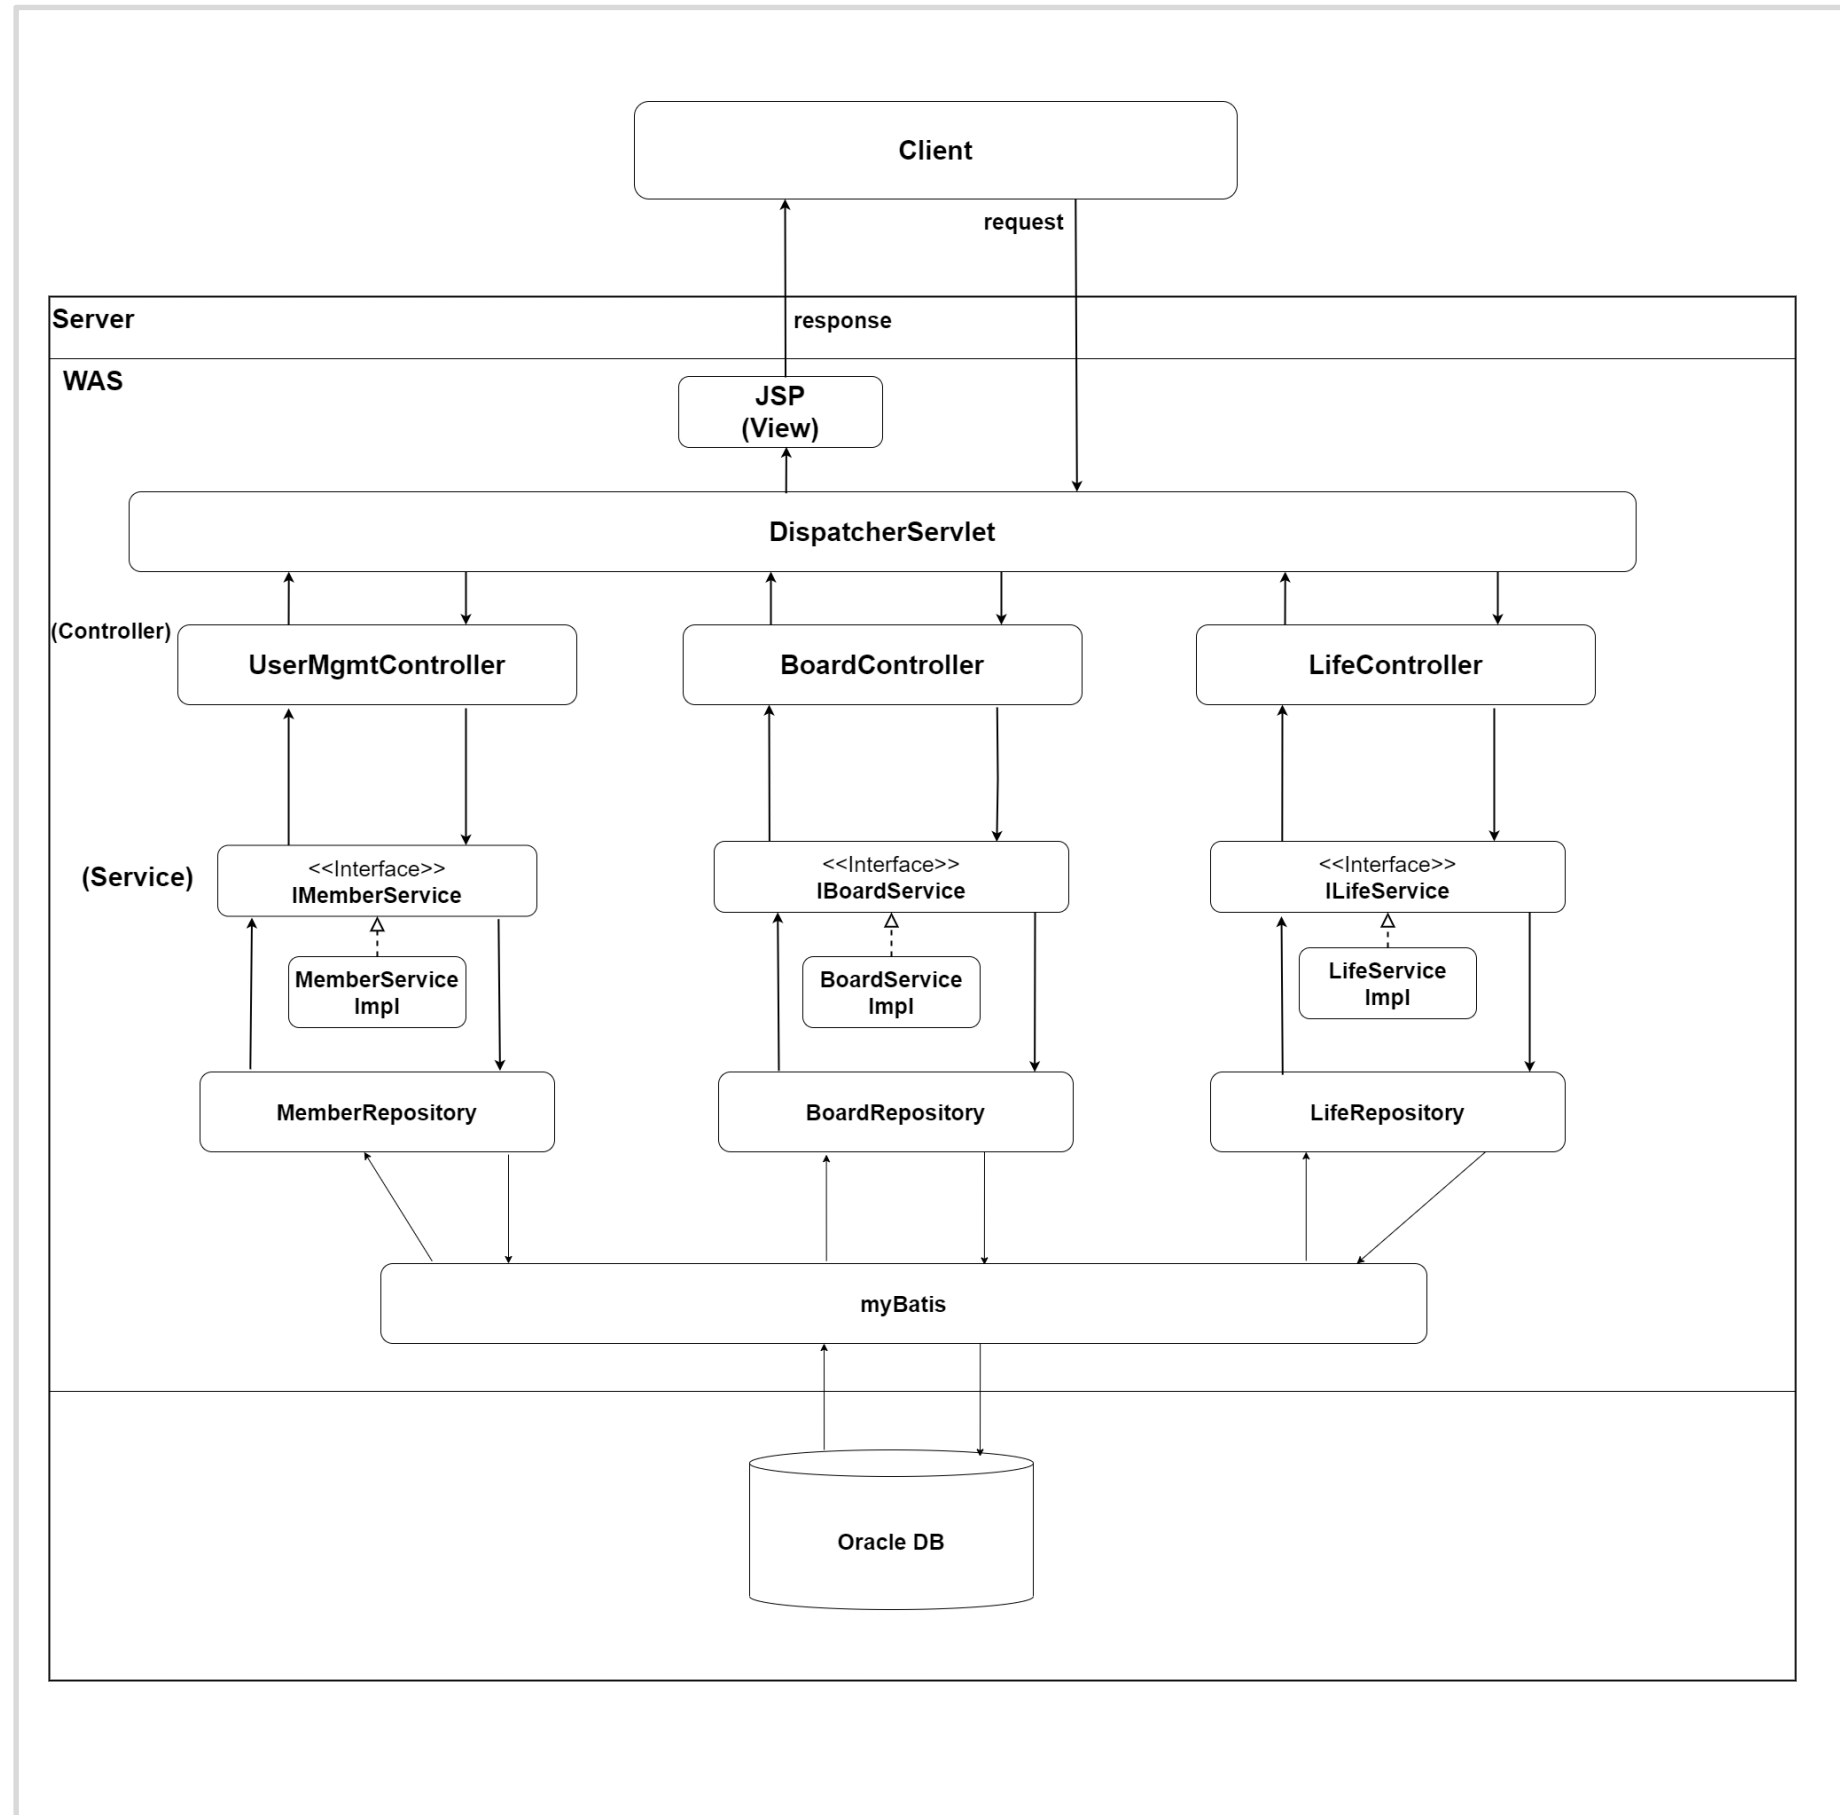 Client
request
Server
response
WAS
JSP
(View)
DispatcherServlet
(Controller)
UserMgmtController
BoardController
LifeController
(Service)
<<Interface>>
IMemberService
<<Interface>>
IBoardService
<<Interface>>
ILifeService
MemberService
Impl
BoardService
Impl
LifeService
Impl
MemberRepository
BoardRepository
LifeRepository
myBatis
Oracle DB